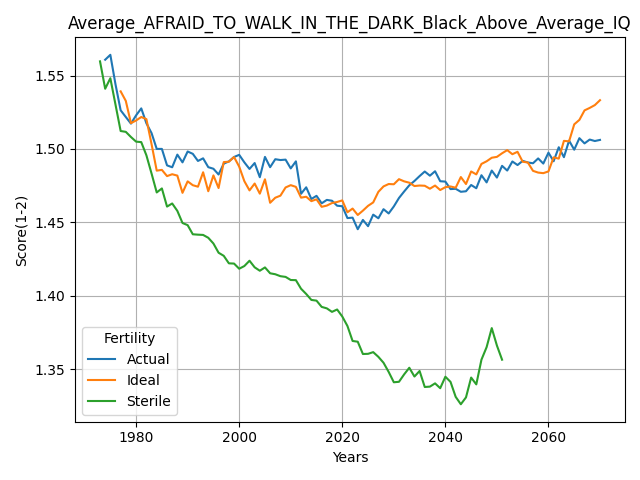 Average_AFRAID_TO_WALK_IN_THE_DARK_Black_Above_Average_IQ
1.55
1.50
1.45
1.40
1.35
Score(1-2)
Fertility
Actual
Ideal
Sterile
1980
2000
2020
2040
2060
Years